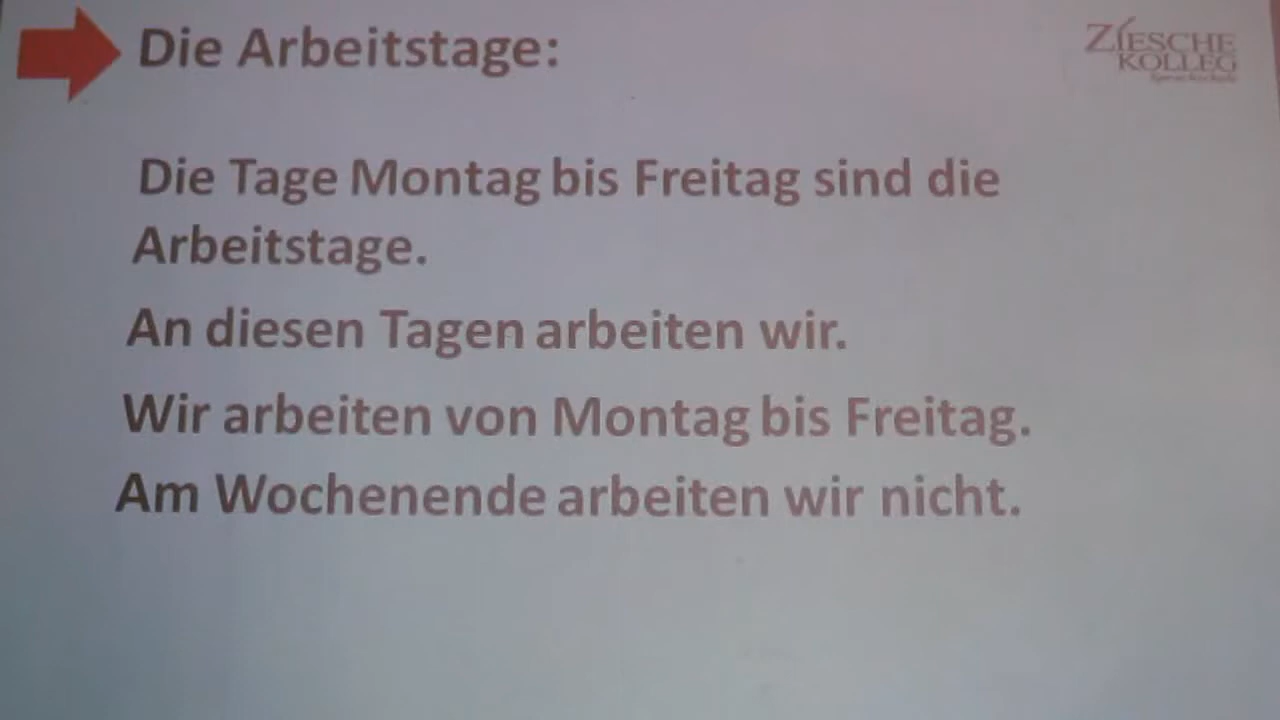 Die Arbeitstage:
ZIESCHE
KOLLEG
Sprachschule
Die Tage Montag bis Freitag sind die
Arbeitstage.
An diesen Tagen arbeiten wir.
Wir arbeiten von Montag bis Freitag.
Am Wochenende arbeiten wir nicht.